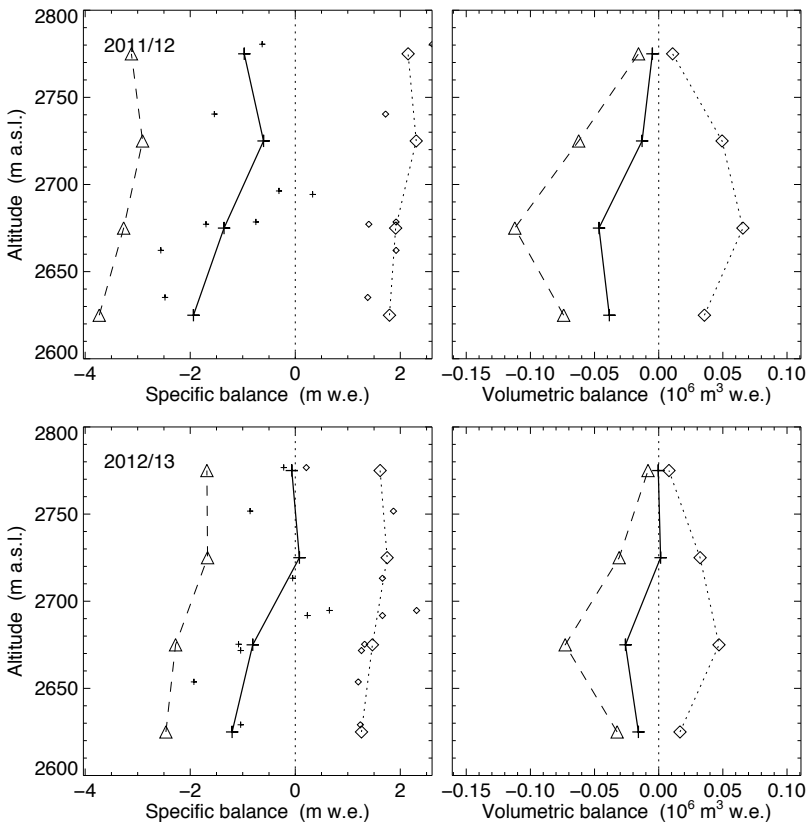 2800
2011/12
2750
2700
2650
2600
Altitude (m a.s.l.)
−4 −2 0 2
Specific balance (m w.e.)
−0.15 −0.10 −0.05 0.00 0.05 0.10
Volumetric balance (10⁶ m³ w.e.)
2800
2012/13
2750
2700
2650
2600
Altitude (m a.s.l.)
−4 −2 0 2
Specific balance (m w.e.)
−0.15 −0.10 −0.05 0.00 0.05 0.10
Volumetric balance (10⁶ m³ w.e.)